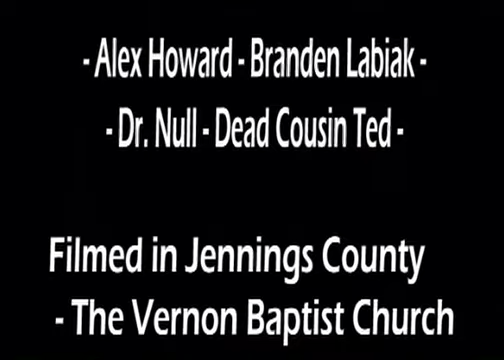 - Alex Howard - Branden Labiak -
- Dr. Null - Dead Cousin Ted -
Filmed in Jennings County
- The Vernon Baptist Church